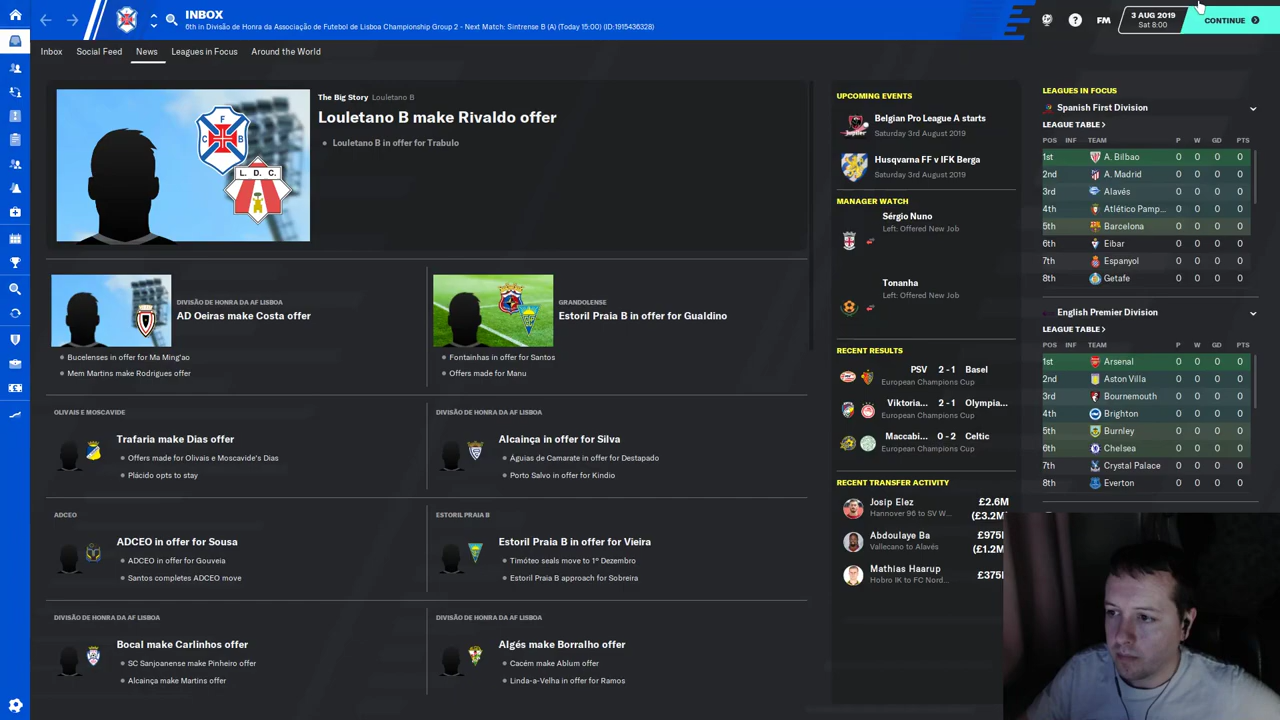 INBOX
6th in Divisão de Honra da Associação de Futebol de Lisboa Championship Group 2 - Next Match: Sintrense B (A) (Today 15:00) (ID:1915436328)
FM
3 AUG 2019
Sat 8:00
CONTINUE
Inbox
Social Feed
News
Leagues in Focus
Around the World
The Big Story Louletano B
Louletano B make Rivaldo offer
Louletano B in offer for Trabulo
DIVISÃO DE HONRA DA AF LISBOA
AD Oeiras make Costa offer
Bucelenses in offer for Ma Ming'ao
Mem Martins make Rodrigues offer
GRANDOLENSE
Estoril Praia B in offer for Gualdino
Fontainhas in offer for Santos
Offers made for Manu
OLIVAIS E MOSCAVIDE
Trafaria make Dias offer
Offers made for Olivais e Moscavide's Dias
Plácido opts to stay
DIVISÃO DE HONRA DA AF LISBOA
Alcainça in offer for Silva
Águias de Camarate in offer for Destapado
Porto Salvo in offer for Kindio
ADCEO
ADCEO in offer for Sousa
ADCEO in offer for Gouveia
Santos completes ADCEO move
ESTORIL PRAIA B
Estoril Praia B in offer for Vieira
Timóteo seals move to 1º Dezembro
Estoril Praia B approach for Sobreira
DIVISÃO DE HONRA DA AF LISBOA
Bocal make Carlinhos offer
SC Sanjoanense make Pinheiro offer
Alcainça make Martins offer
DIVISÃO DE HONRA DA AF LISBOA
Algés make Borralho offer
Cacém make Ablum offer
Linda-a-Velha in offer for Ramos
UPCOMING EVENTS
Belgian Pro League A starts
Saturday 3rd August 2019
Husqvarna FF v IFK Berga
Saturday 3rd August 2019
MANAGER WATCH
Sérgio Nuno
Left: Offered New Job
Tonanha
Left: Offered New Job
RECENT RESULTS
PSV 2 - 1 Basel
European Champions Cup
Viktoria... 2 - 1 Olympia...
European Champions Cup
Maccabi... 0 - 2 Celtic
European Champions Cup
RECENT TRANSFER ACTIVITY
Josip Elez £2.6M
Hannover 96 to SV W... (£3.2M
Abdoulaye Ba £975
Vallecano to Alavés (£1.2M
Mathias Haarup £375
Hobro IK to FC Nord...
LEAGUES IN FOCUS
Spanish First Division
LEAGUE TABLE >
POS INF TEAM P W GD PTS
1st A. Bilbao 0 0 0 0
2nd A. Madrid 0 0 0 0
3rd Alavés 0 0 0 0
4th Atlético Pamp... 0 0 0 0
5th Barcelona 0 0 0 0
6th Eibar 0 0 0 0
7th Espanyol 0 0 0 0
8th Getafe 0 0 0 0
English Premier Division
LEAGUE TABLE >
POS INF TEAM P W GD PTS
1st Arsenal 0 0 0 0
2nd Aston Villa 0 0 0 0
3rd Bournemouth 0 0 0 0
4th Brighton 0 0 0 0
5th Burnley 0 0 0 0
6th Chelsea 0 0 0 0
7th Crystal Palace 0 0 0 0
8th Everton 0 0 0 0